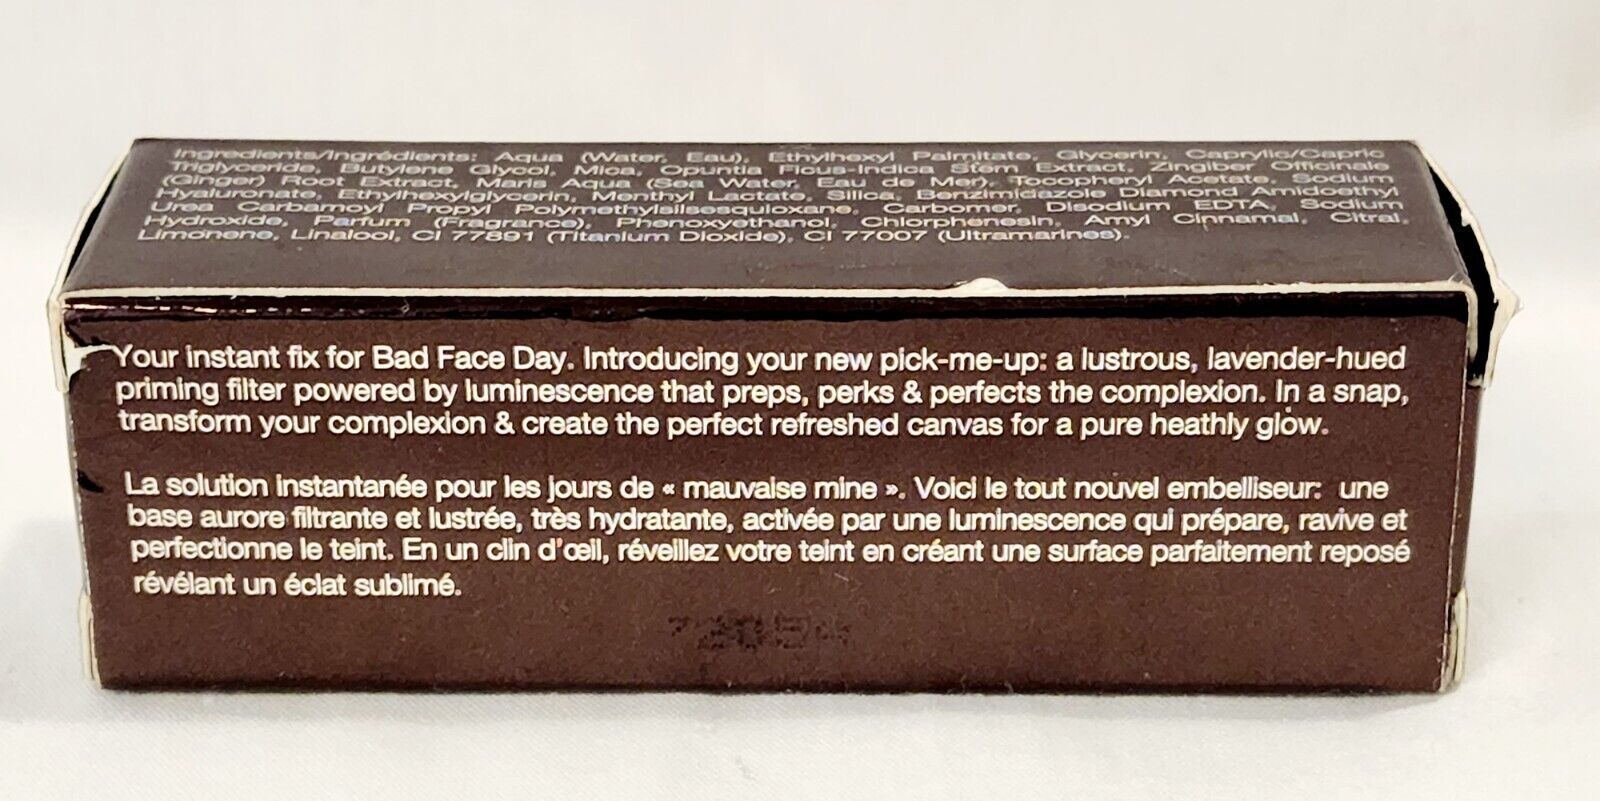 Ingredients/Ingrédients: Aqua (Water, Eau), Ethylhexyl Palmitate, Glycerin, Caprylic/Capric
Triglyceride, Butylene Glycol, Mica, Opuntia Ficus-Indica Stem Extract, Zingiber Officinale
(Ginger) Root Extract, Maris Aqua (Sea Water, Eau de Mer), Tocopheryl Acetate, Sodium
Hyaluronate, Ethylhexylglycerin, Menthyl Lactate, Silica, Benzimidazole Diamond Amidoethyl
Urea Carbamoyl Propyl Polymethylsilsesquioxane, Carbomer, Disodium EDTA, Sodium
Hydroxide, Parfum (Fragrance), Phenoxyethanol, Chlorphenesin, Amyl Cinnamal, Citral,
Limonene, Linalool, CI 77891 (Titanium Dioxide), CI 77007 (Ultramarines).
Your instant fix for Bad Face Day. Introducing your new pick-me-up: a lustrous, lavender-hued
priming filter powered by luminescence that preps, perks & perfects the complexion. In a snap,
transform your complexion & create the perfect refreshed canvas for a pure heathly glow.
La solution instantanée pour les jours de « mauvaise mine ». Voici le tout nouvel embelliseur: une
base aurore filtrante et lustrée, très hydratante, activée par une luminescence qui prépare, ravive et
perfectionne le teint. En un clin d'œil, réveillez votre teint en créant une surface parfaitement reposé
révélant un éclat sublimé.